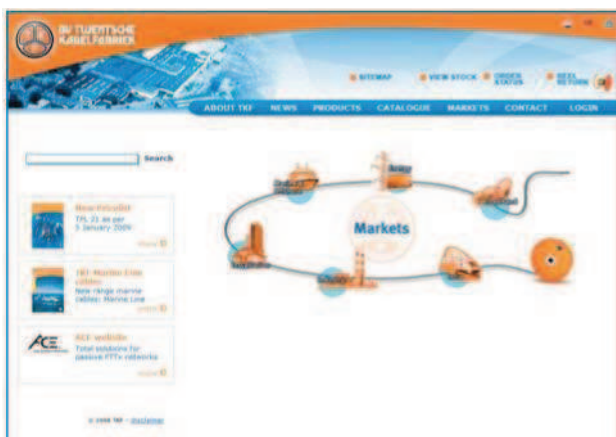 NV TWENTSCHE
KABELFABRIEK
SITEMAP
VIEW STOCK
ORDER
STATUS
REEL
RETURN
ABOUT TKF NEWS PRODUCTS CATALOGUE MARKETS CONTACT LOGIN
Search
New Pricelist
TPL 21 as per
5 January 2009
TKF Marine Line
cables
New range marine
cables: Marine Line
ACE website
Total solutions for
passive FTTx networks
ACE
Markets
disclaimer